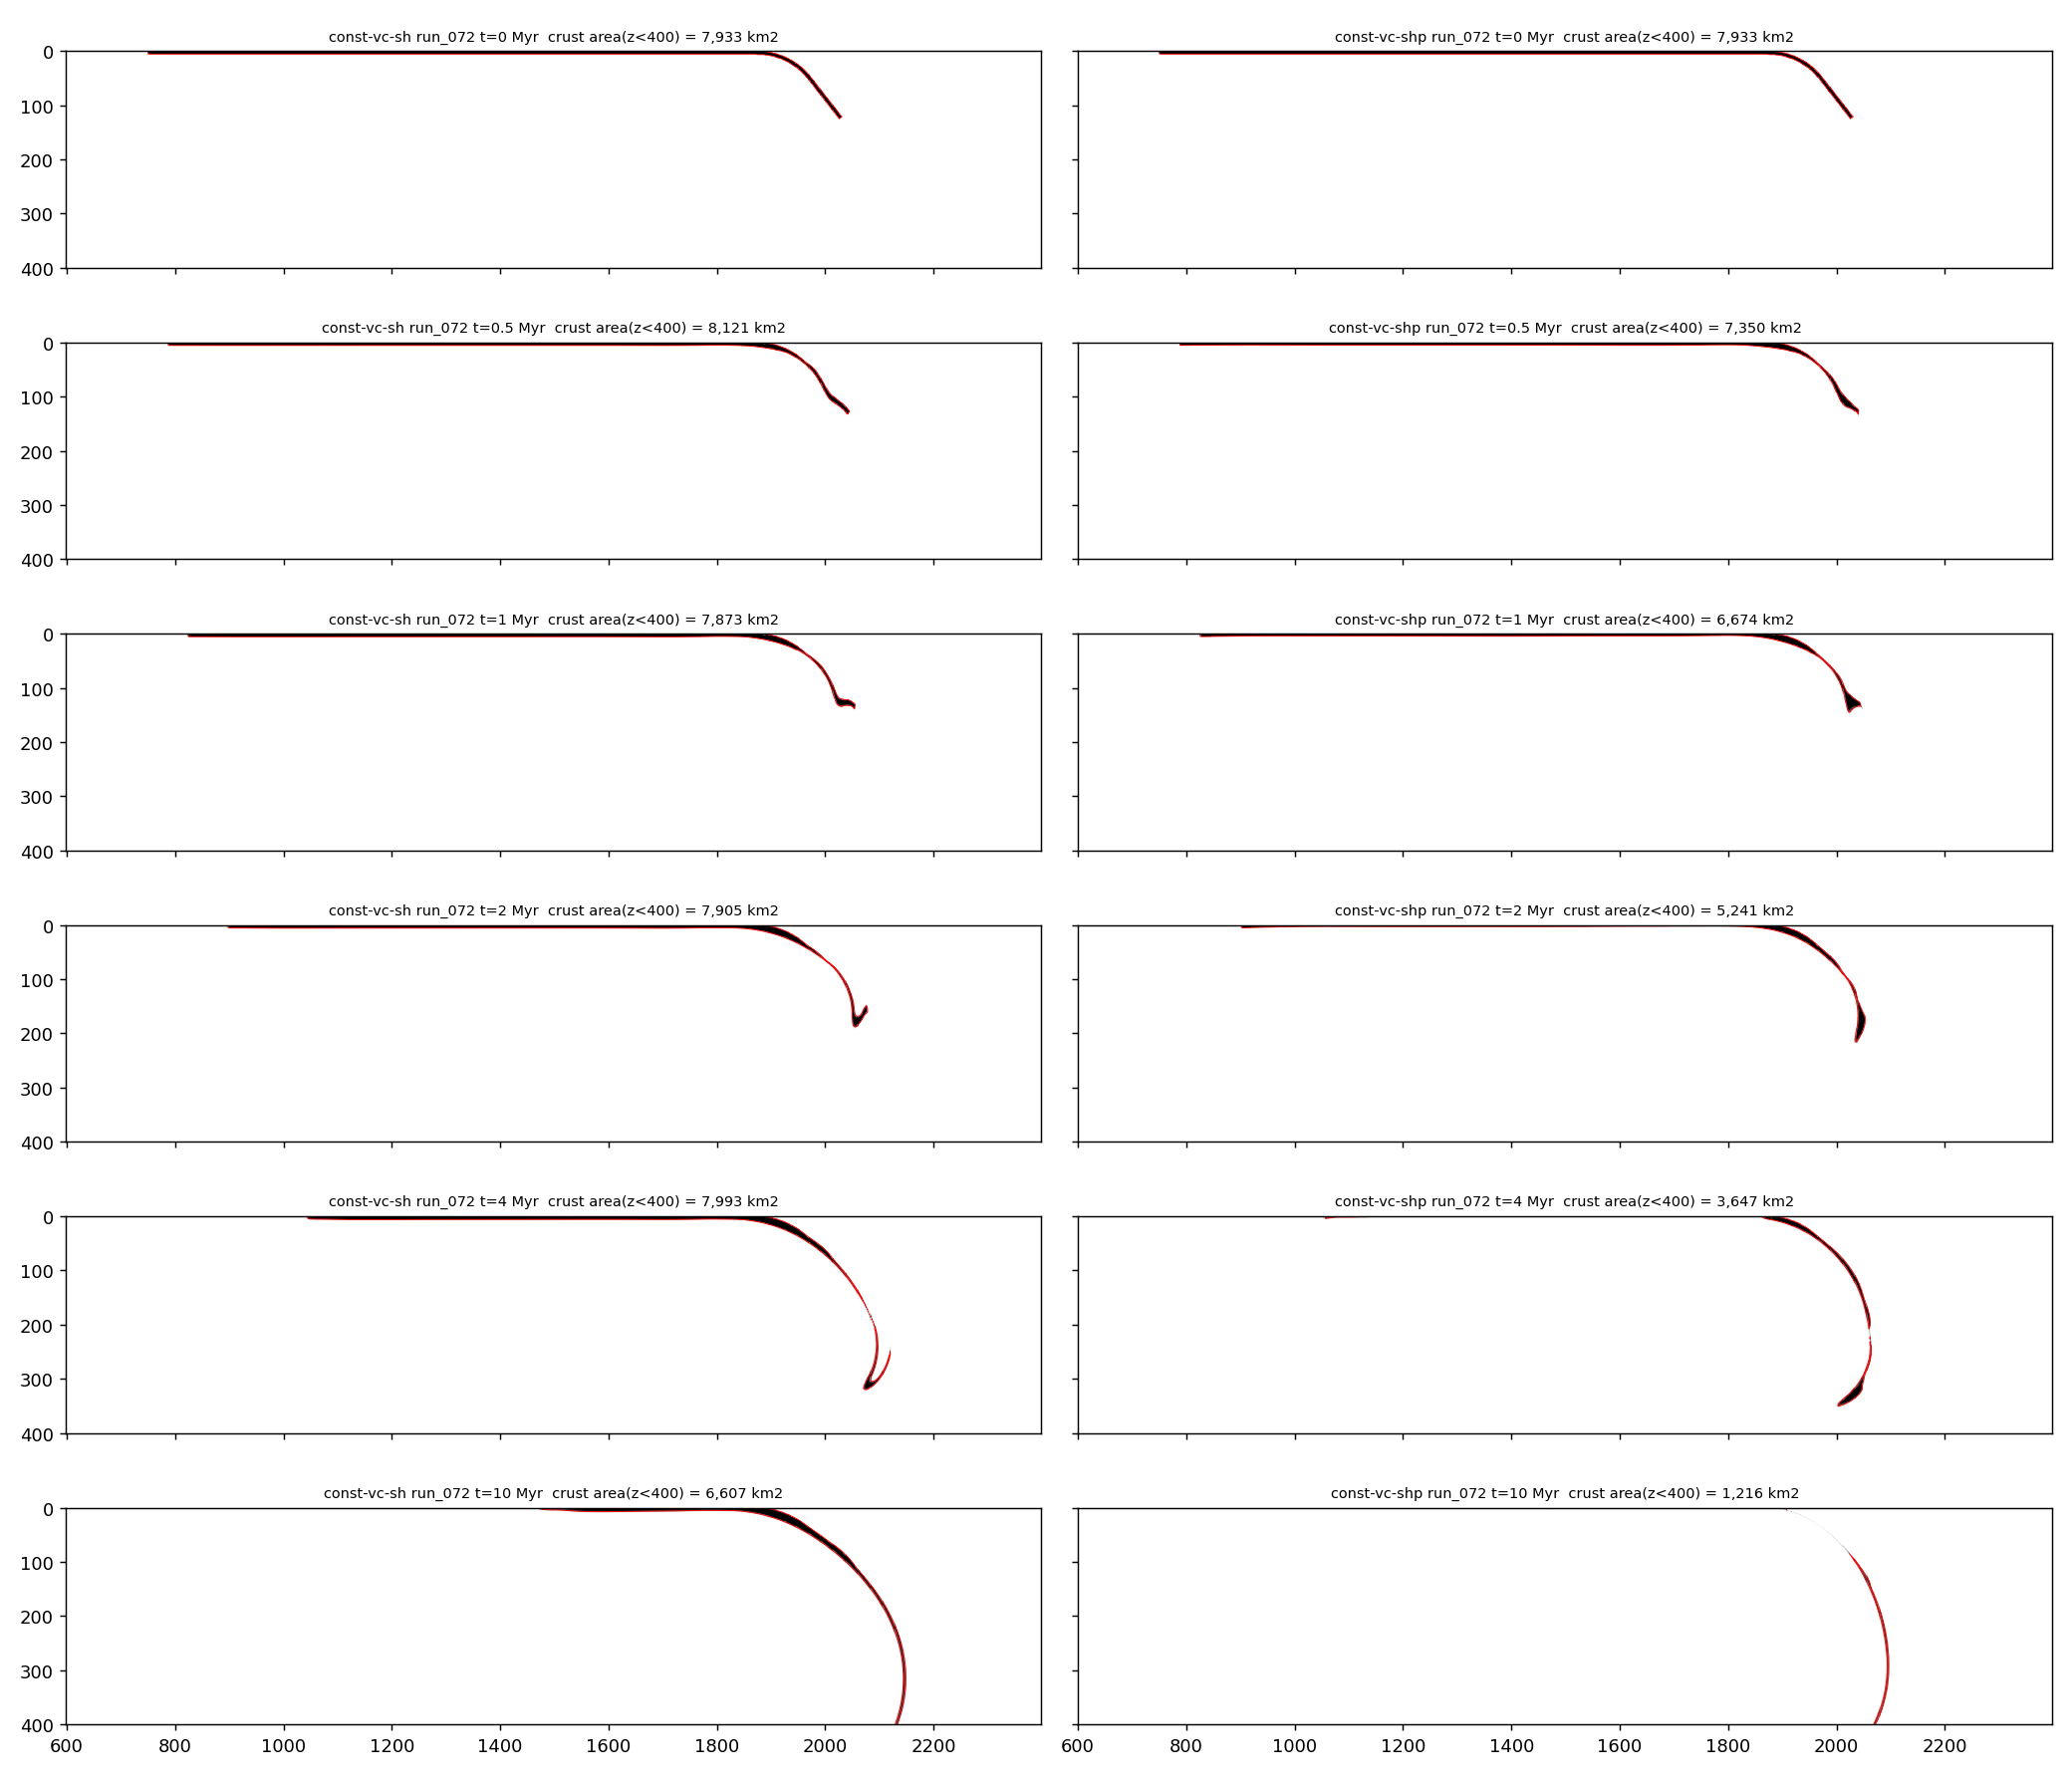 const-vc-sh run_072 t=0 Myr  crust area(z<400) = 7,933 km2
const-vc-shp run_072 t=0 Myr  crust area(z<400) = 7,933 km2
0
100
200
300
400
const-vc-sh run_072 t=0.5 Myr  crust area(z<400) = 8,121 km2
const-vc-shp run_072 t=0.5 Myr  crust area(z<400) = 7,350 km2
0
100
200
300
400
const-vc-sh run_072 t=1 Myr  crust area(z<400) = 7,873 km2
const-vc-shp run_072 t=1 Myr  crust area(z<400) = 6,674 km2
0
100
200
300
400
const-vc-sh run_072 t=2 Myr  crust area(z<400) = 7,905 km2
const-vc-shp run_072 t=2 Myr  crust area(z<400) = 5,241 km2
0
100
200
300
400
const-vc-sh run_072 t=4 Myr  crust area(z<400) = 7,993 km2
const-vc-shp run_072 t=4 Myr  crust area(z<400) = 3,647 km2
0
100
200
300
400
const-vc-sh run_072 t=10 Myr  crust area(z<400) = 6,607 km2
const-vc-shp run_072 t=10 Myr  crust area(z<400) = 1,216 km2
0
100
200
300
400
600 800 1000 1200 1400 1600 1800 2000 2200
600 800 1000 1200 1400 1600 1800 2000 2200